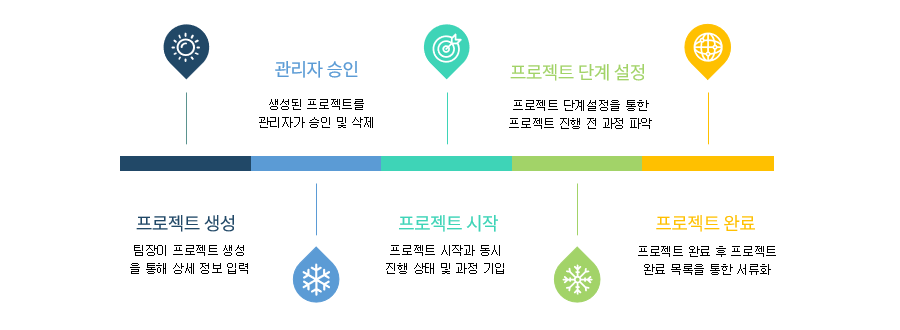 관리자 승인
생성된 프로젝트를
관리자가 승인 및 삭제
프로젝트 단계 설정
프로젝트 단계설정을 통한
프로젝트 진행 전 과정 파악
프로젝트 생성
팀장이 프로젝트 생성
을 통해 상세 정보 입력
프로젝트 시작
프로젝트 시작과 동시
진행 상태 및 과정 기입
프로젝트 완료
프로젝트 완료 후 프로젝트
완료 목록을 통한 서류화